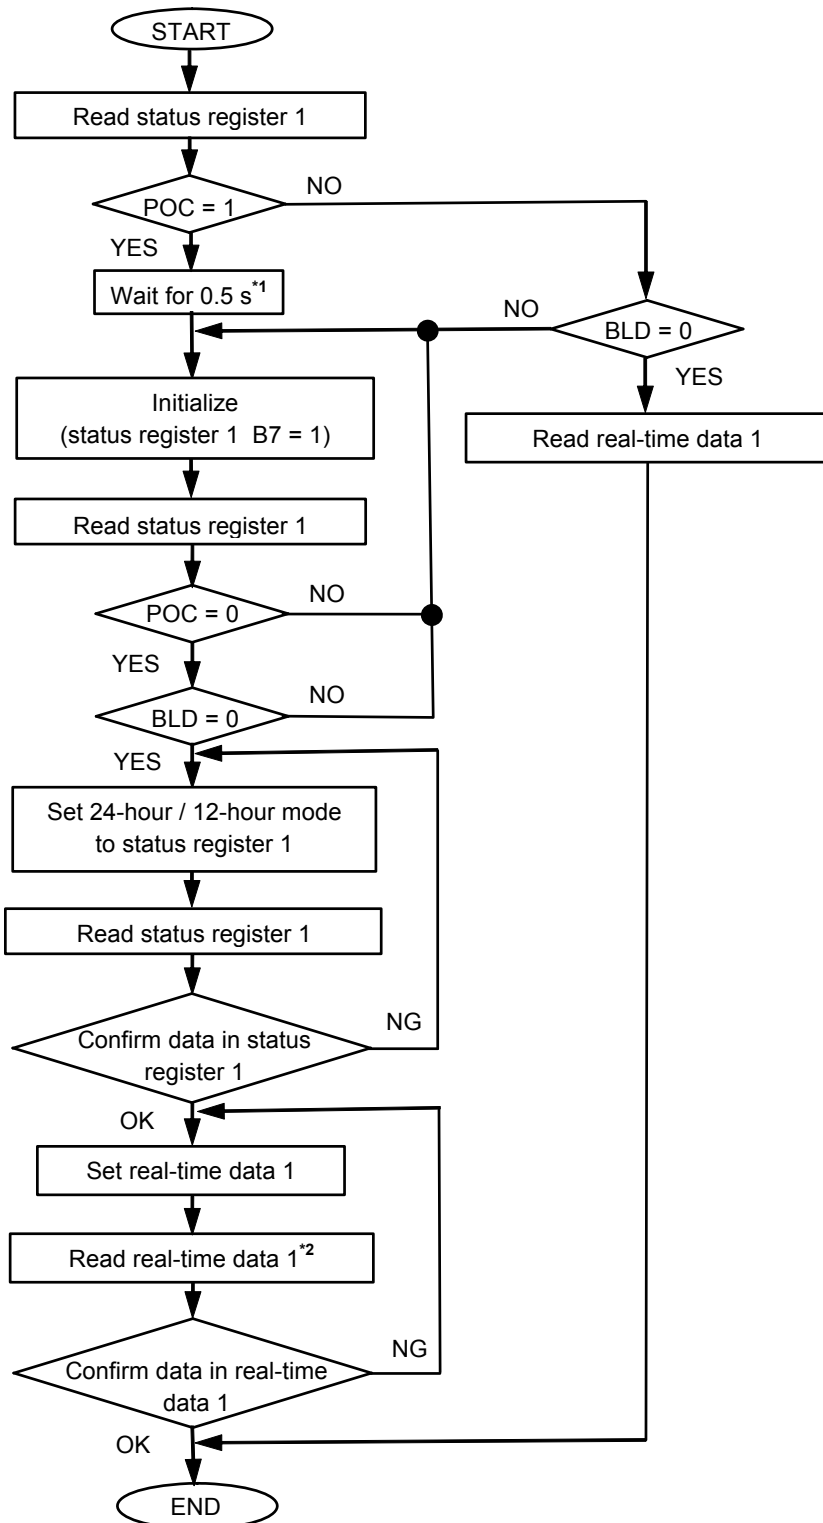 START
Read status register 1
POC = 1
NO
YES
Wait for 0.5 s*1
NO
BLD = 0
YES
Initialize
(status register 1  B7 = 1)
Read real-time data 1
Read status register 1
POC = 0
NO
YES
BLD = 0
NO
YES
Set 24-hour / 12-hour mode
to status register 1
Read status register 1
Confirm data in status
register 1
NG
OK
Set real-time data 1
Read real-time data 1*2
Confirm data in real-time
data 1
NG
OK
END